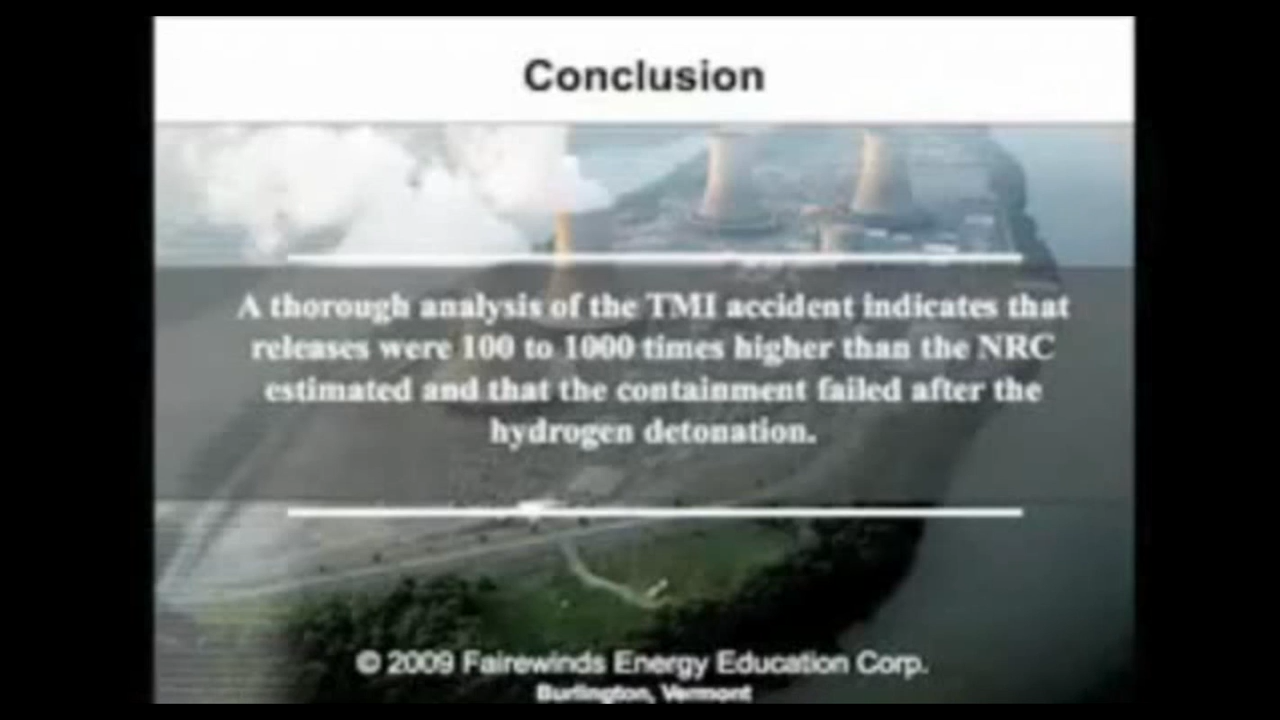 Conclusion
A thorough analysis of the TMI accident indicates that
releases were 100 to 1000 times higher than the NRC
estimated and that the containment failed after the
hydrogen detonation.
© 2009 Fairewinds Energy Education Corp.
Burlington, Vermont